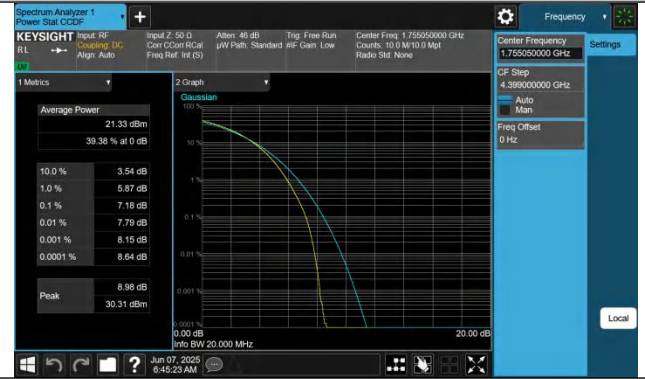 Spectrum Analyzer 1
Power Stat CCDF
+
Frequency
KEYSIGHT
RL
Input: RF
Coupling: DC
Align: Auto
Input Z: 50 Ω
Corr CCorr RCal
Freq Ref: Int (S)
Atten: 46 dB
µW Path: Standard
#IF Gain: Low
Trig: Free Run
Center Freq: 1.755050000 GHz
Counts: 10.0 M/10.0 Mpt
Radio Std: None
Center Frequency
1.755050000 GHz
Settings
CF Step
4.399000000 GHz
Auto
Man
Freq Offset
0 Hz
Local
1 Metrics
Average Power
21.33 dBm
39.38 % at 0 dB
10.0 % 3.54 dB
1.0 % 5.87 dB
0.1 % 7.18 dB
0.01 % 7.79 dB
0.001 % 8.15 dB
0.0001 % 8.64 dB
Peak
8.98 dB
30.31 dBm
2 Graph
Gaussian
100 %
10 %
1 %
0.1 %
0.01 %
0.001 %
0.0001 %
0.00 dB
20.00 dB
Info BW 20.000 MHz
?
Jun 07, 2025
6:45:23 AM